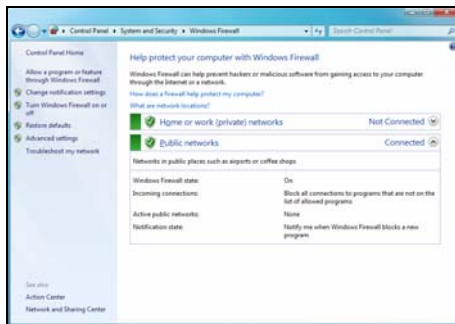 Control Panel ▸ System and Security ▸ Windows Firewall
Search Control Panel
Control Panel Home
Allow a program or feature
through Windows Firewall
Change notification settings
Turn Windows Firewall on or
off
Restore defaults
Advanced settings
Troubleshoot my network
See also
Action Center
Network and Sharing Center
Help protect your computer with Windows Firewall
Windows Firewall can help prevent hackers or malicious software from gaining access to your computer
through the Internet or a network.
How does a firewall help protect my computer?
What are network locations?
Home or work (private) networks Not Connected
Public networks Connected
Networks in public places such as airports or coffee shops
Windows Firewall state: On
Incoming connections: Block all connections to programs that are not on the
list of allowed programs
Active public networks: None
Notification state: Notify me when Windows Firewall blocks a new
program